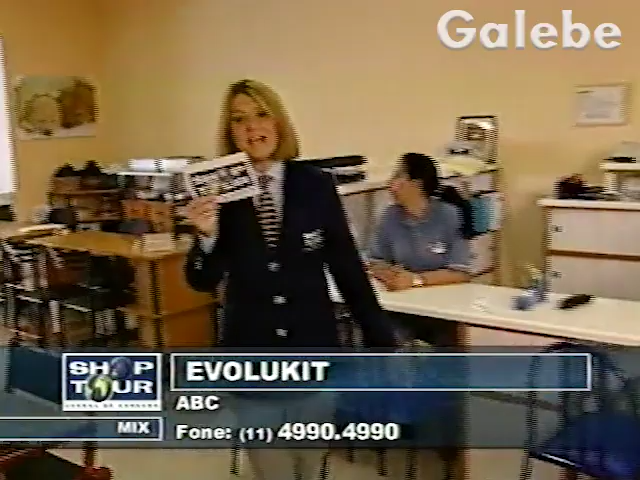 Galebe
SHOP
TOUR
EVOLUKIT
ABC
MIX
Fone: (11) 4990.4990